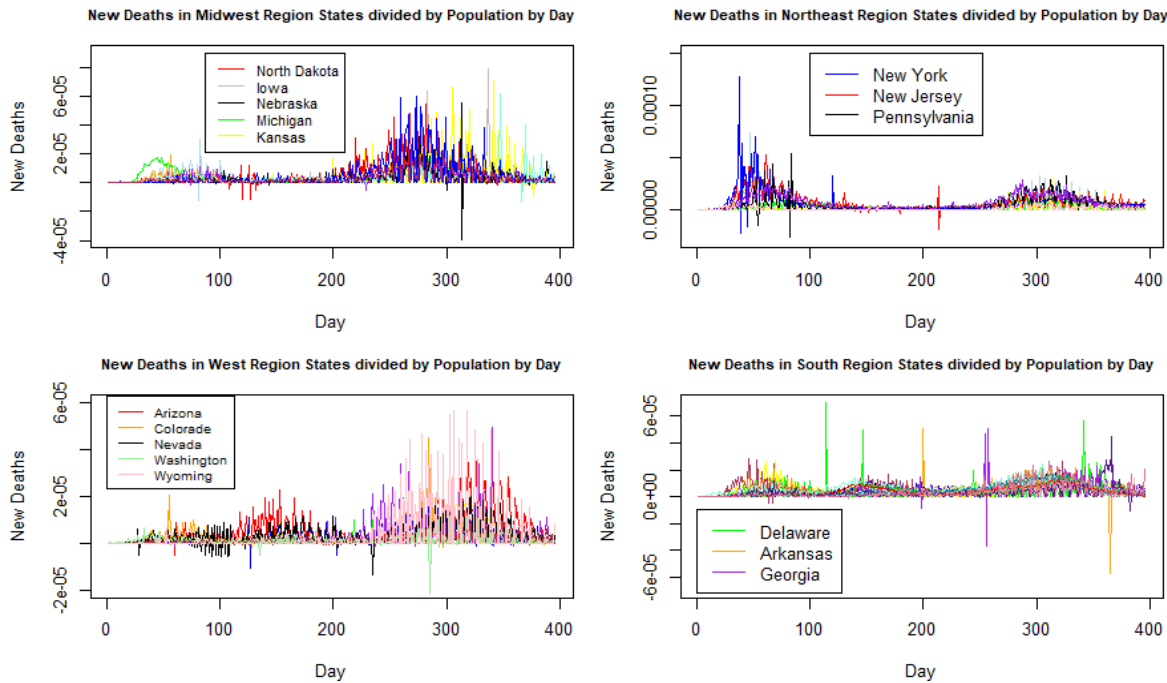 New Deaths in Midwest Region States divided by Population by Day
New Deaths
6e-05
2e-05
-4e-05
North Dakota
Iowa
Nebraska
Michigan
Kansas
0 100 200 300 400
Day
New Deaths in Northeast Region States divided by Population by Day
New Deaths
0.00010
0.00000
New York
New Jersey
Pennsylvania
0 100 200 300 400
Day
New Deaths in West Region States divided by Population by Day
New Deaths
6e-05
2e-05
-2e-05
Arizona
Colorade
Nevada
Washington
Wyoming
0 100 200 300 400
Day
New Deaths in South Region States divided by Population by Day
New Deaths
6e-05
0e+00
-6e-05
Delaware
Arkansas
Georgia
0 100 200 300 400
Day